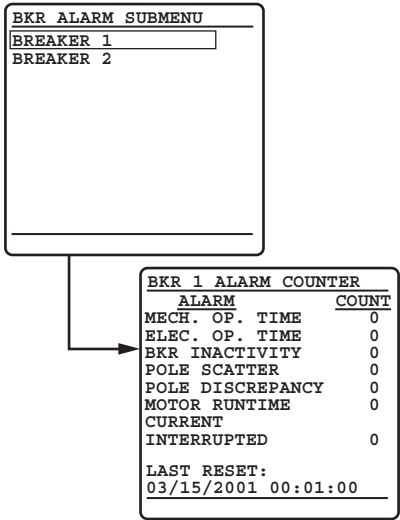 BKR ALARM SUBMENU
BREAKER 1
BREAKER 2
BKR 1 ALARM COUNTER
ALARM COUNT
MECH. OP. TIME 0
ELEC. OP. TIME 0
BKR INACTIVITY 0
POLE SCATTER 0
POLE DISCREPANCY 0
MOTOR RUNTIME 0
CURRENT
INTERRUPTED 0
LAST RESET:
03/15/2001 00:01:00